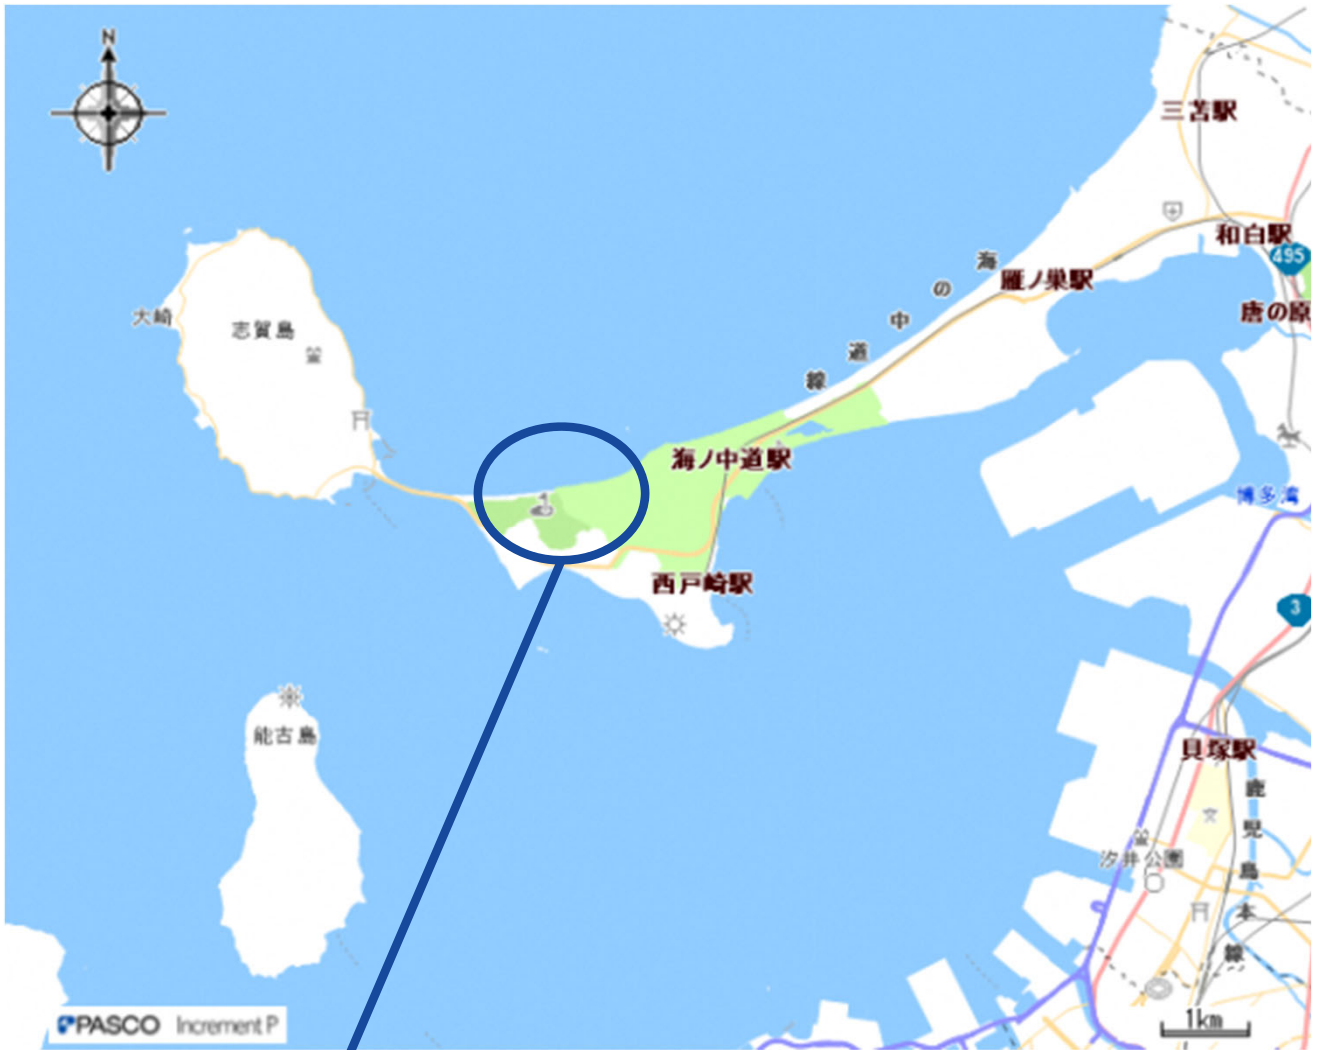 N
三苫駅
和白駅
495
海の中道線
雁ノ巣駅
唐の原
大崎
志賀島
海ノ中道駅
博多湾
西戸崎駅
3
能古島
貝塚駅
鹿児島本線
汐井公園
PASCO Increment P
1km